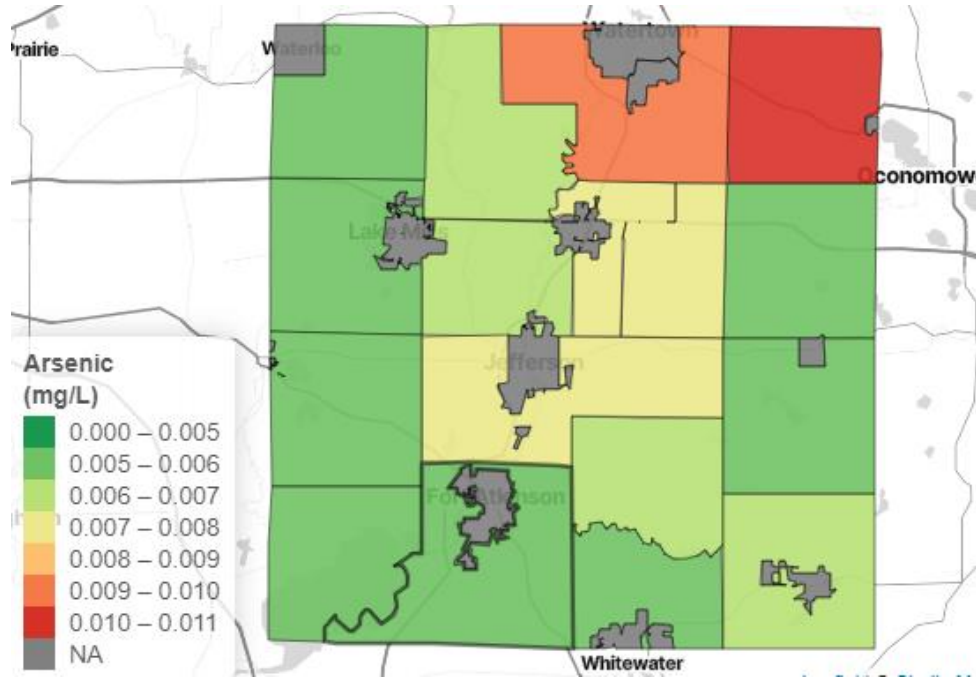 Prairie
Waterloo
Watertown
Oconomow
Lake Mills
Jefferson
Fort Atkinson
Whitewater
Arsenic
(mg/L)
0.000 – 0.005
0.005 – 0.006
0.006 – 0.007
0.007 – 0.008
0.008 – 0.009
0.009 – 0.010
0.010 – 0.011
NA